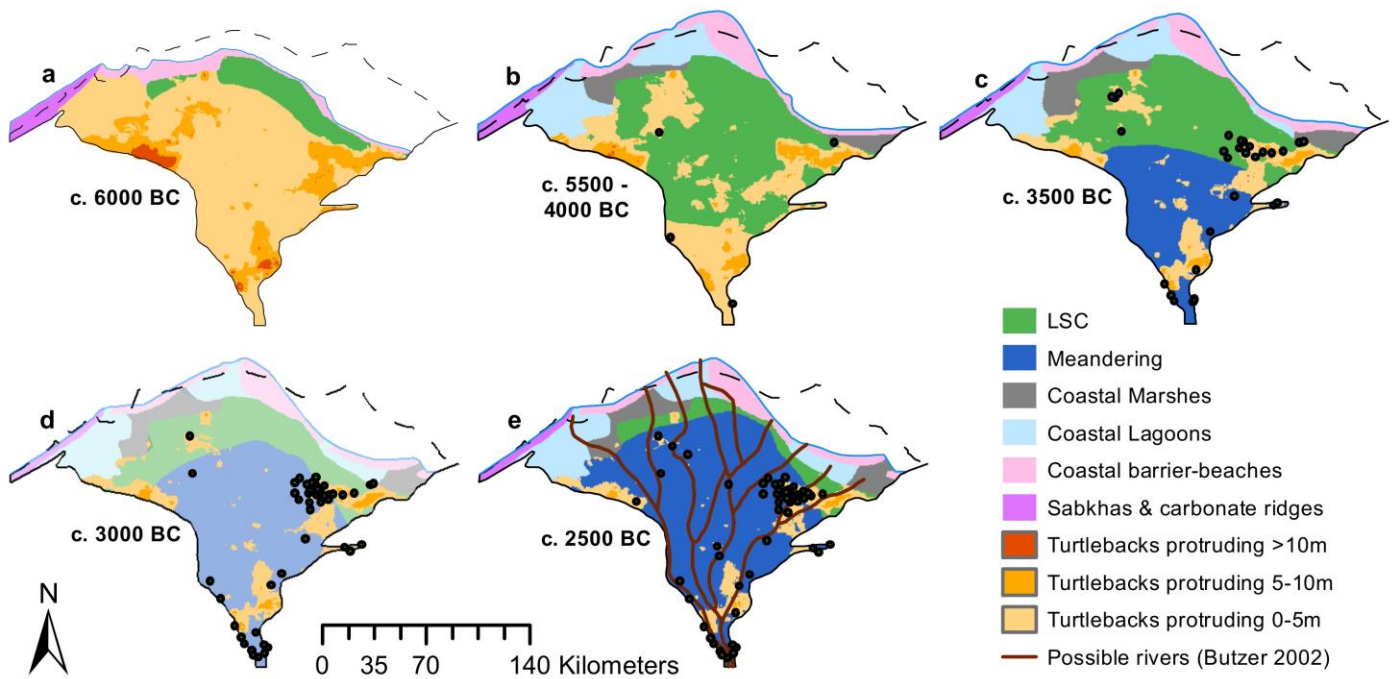 a
c. 6000 BC
b
c. 5500 -
4000 BC
c
c. 3500 BC
d
c. 3000 BC
e
c. 2500 BC
LSC
Meandering
Coastal Marshes
Coastal Lagoons
Coastal barrier-beaches
Sabkhas & carbonate ridges
Turtlebacks protruding >10m
Turtlebacks protruding 5-10m
Turtlebacks protruding 0-5m
Possible rivers (Butzer 2002)
N
0 35 70 140 Kilometers